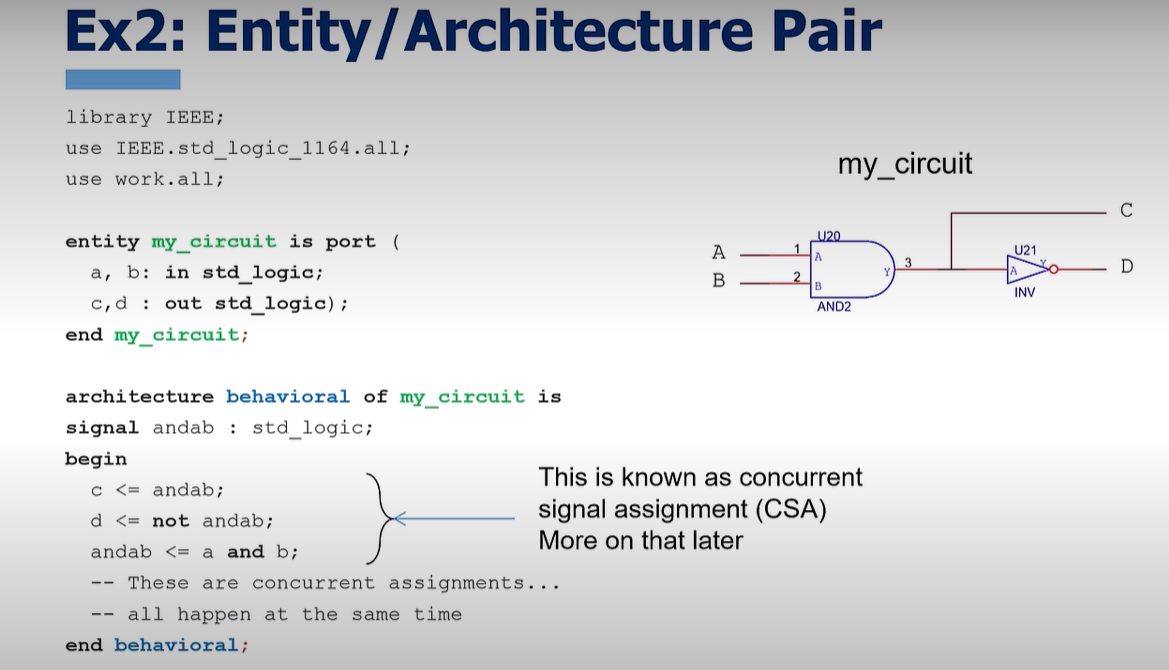 Ex2: Entity/Architecture Pair
library IEEE;
use IEEE.std_logic_1164.all;
use work.all;
entity my_circuit is port (
a, b: in std_logic;
c,d : out std_logic);
end my_circuit;
architecture behavioral of my_circuit is
signal andab : std_logic;
begin
c <= andab;
d <= not andab;
andab <= a and b;
-- These are concurrent assignments...
-- all happen at the same time
end behavioral;
This is known as concurrent
signal assignment (CSA)
More on that later
my_circuit
C
U20
U21
A
1
A
3
Y
A
Y
D
B
2
B
INV
AND2